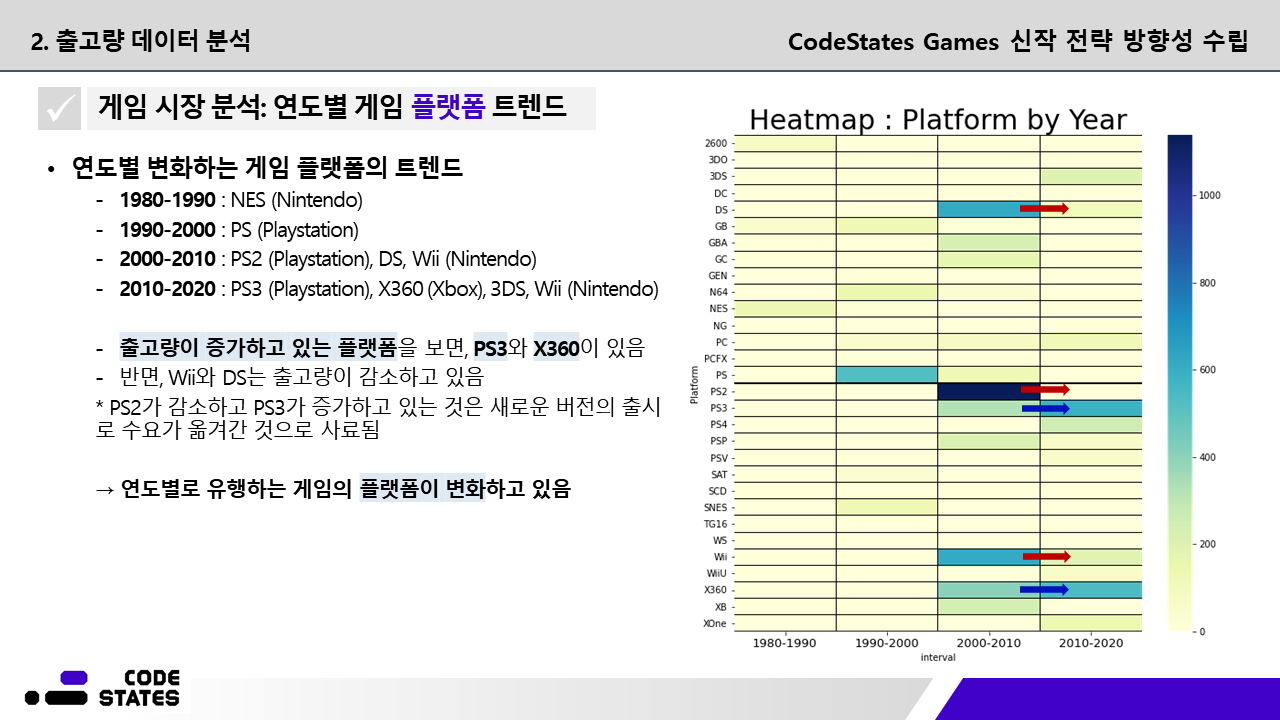 2. 출고량 데이터 분석
CodeStates Games 신작 전략 방향성 수립
게임 시장 분석: 연도별 게임 플랫폼 트렌드
• 연도별 변화하는 게임 플랫폼의 트렌드
- 1980-1990 : NES (Nintendo)
- 1990-2000 : PS (Playstation)
- 2000-2010 : PS2 (Playstation), DS, Wii (Nintendo)
- 2010-2020 : PS3 (Playstation), X360 (Xbox), 3DS, Wii (Nintendo)
- 출고량이 증가하고 있는 플랫폼을 보면, PS3와 X360이 있음
- 반면, Wii와 DS는 출고량이 감소하고 있음
* PS2가 감소하고 PS3가 증가하고 있는 것은 새로운 버전의 출시
로 수요가 옮겨간 것으로 사료됨
→ 연도별로 유행하는 게임의 플랫폼이 변화하고 있음
Heatmap : Platform by Year
Platform
2600
3DO
3DS
DC
DS
GB
GBA
GC
GEN
N64
NES
NG
PC
PCFX
PS
PS2
PS3
PS4
PSP
PSV
SAT
SCD
SNES
TG16
WS
Wii
WiiU
X360
XB
XOne
1980-1990
1990-2000
2000-2010
2010-2020
interval
1000
800
600
400
200
0
CODE
STATES